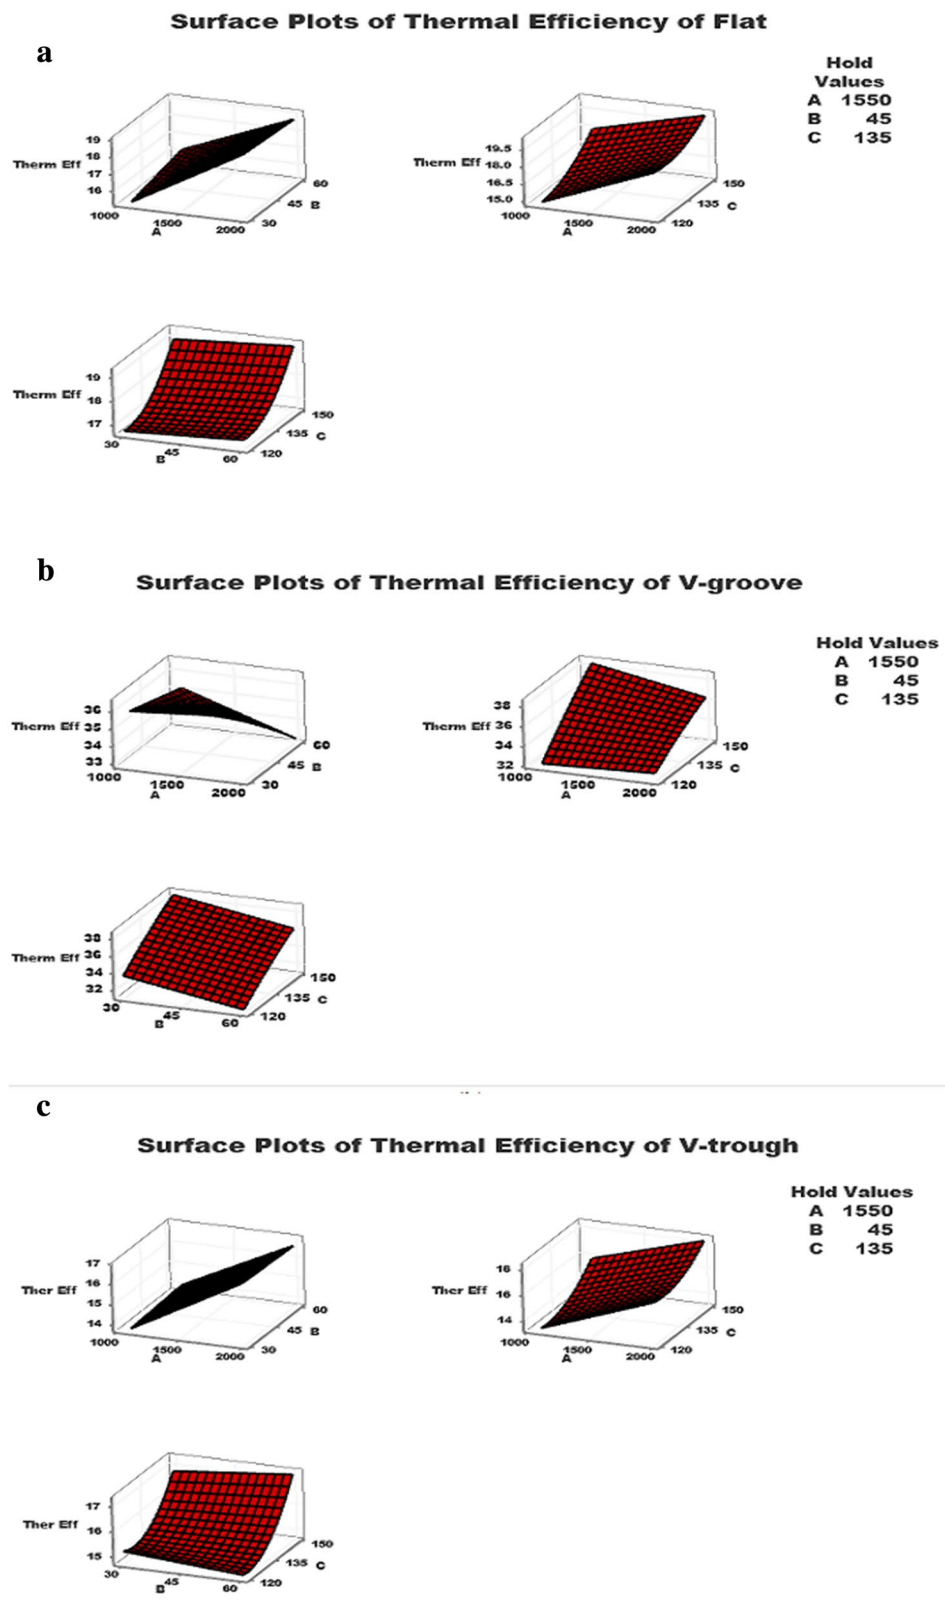 Surface Plots of Thermal Efficiency of Flat
a
Hold
Values
A 1550
B 45
C 135
19
18
17
16
Therm Eff
1000
1500
2000
A
30
45
60
B
19.5
18.0
16.5
15.0
Therm Eff
1000
1500
2000
A
120
135
150
C
19
18
17
Therm Eff
30
45
60
B
120
135
150
C
b
Surface Plots of Thermal Efficiency of V-groove
Hold Values
A 1550
B 45
C 135
36
35
34
33
Therm Eff
1000
1500
2000
A
30
45
60
B
38
36
34
32
Therm Eff
1000
1500
2000
A
120
135
150
C
38
36
34
32
Therm Eff
30
45
60
B
120
135
150
C
c
Surface Plots of Thermal Efficiency of V-trough
Hold Values
A 1550
B 45
C 135
17
16
15
14
Ther Eff
1000
1500
2000
A
30
45
60
B
18
16
14
Ther Eff
1000
1500
2000
A
120
135
150
C
17
16
15
Ther Eff
30
45
60
B
120
135
150
C